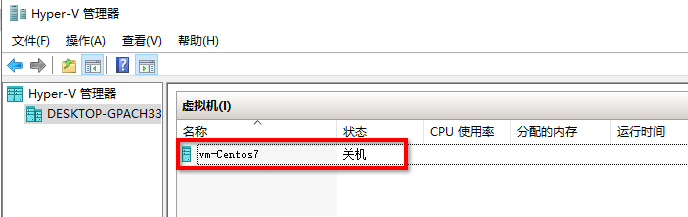 Hyper-V 管理器
文件(F) 操作(A) 查看(V) 帮助(H)
Hyper-V 管理器
DESKTOP-GPACH33
虚拟机(I)
名称 状态 CPU 使用率 分配的内存 运行时间
vm-Centos7 关机